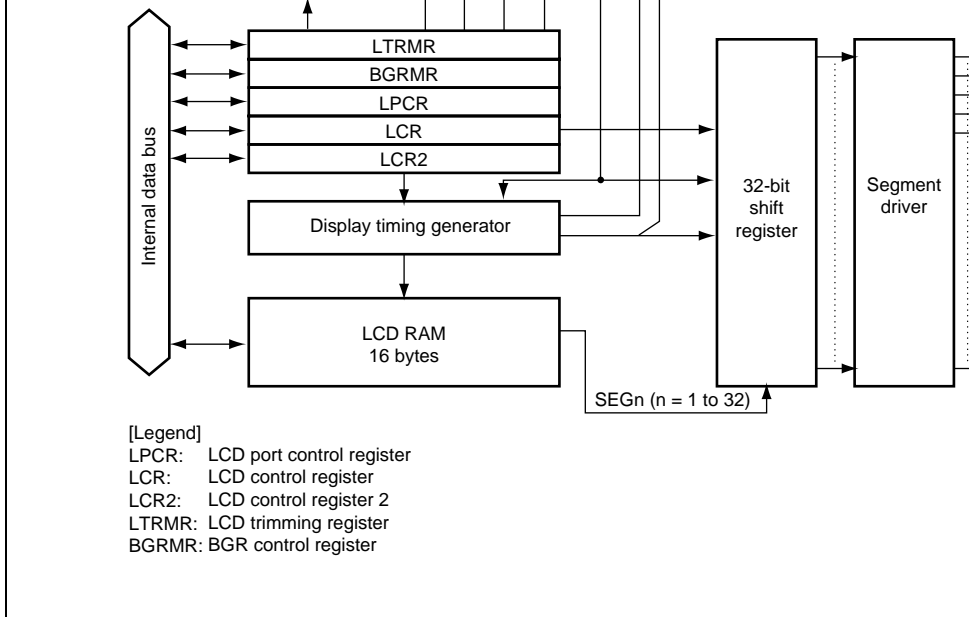 LTRMR
BGRMR
LPCR
LCR
LCR2
Internal data bus
Display timing generator
32-bit
shift
register
Segment
driver
LCD RAM
16 bytes
SEGn (n = 1 to 32)
[Legend]
LPCR: LCD port control register
LCR: LCD control register
LCR2: LCD control register 2
LTRMR: LCD trimming register
BGRMR: BGR control register